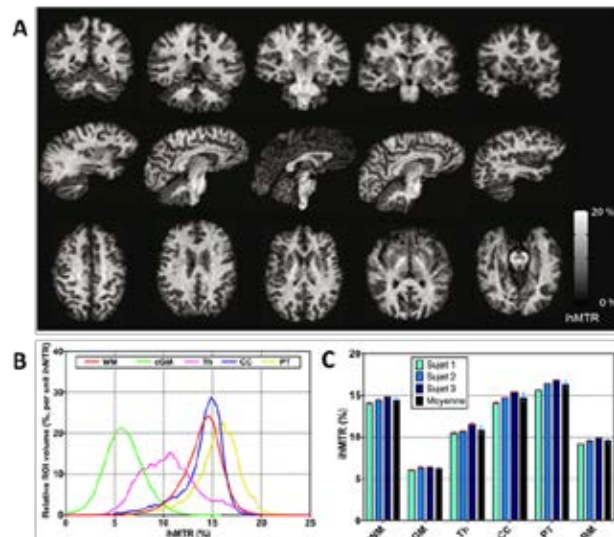 A
20 %
0 %
ihMTR
B
WM
cGM
Th
CC
PT
Relative ROI volume (%, per unit ihMTR)
40
30
20
10
0
0
5
10
15
20
25
ihMTR (%)
C
Sujet 1
Sujet 2
Sujet 3
Moyenne
ihMTR (%)
20
15
10
5
0
WM
GM
Th
CC
PT